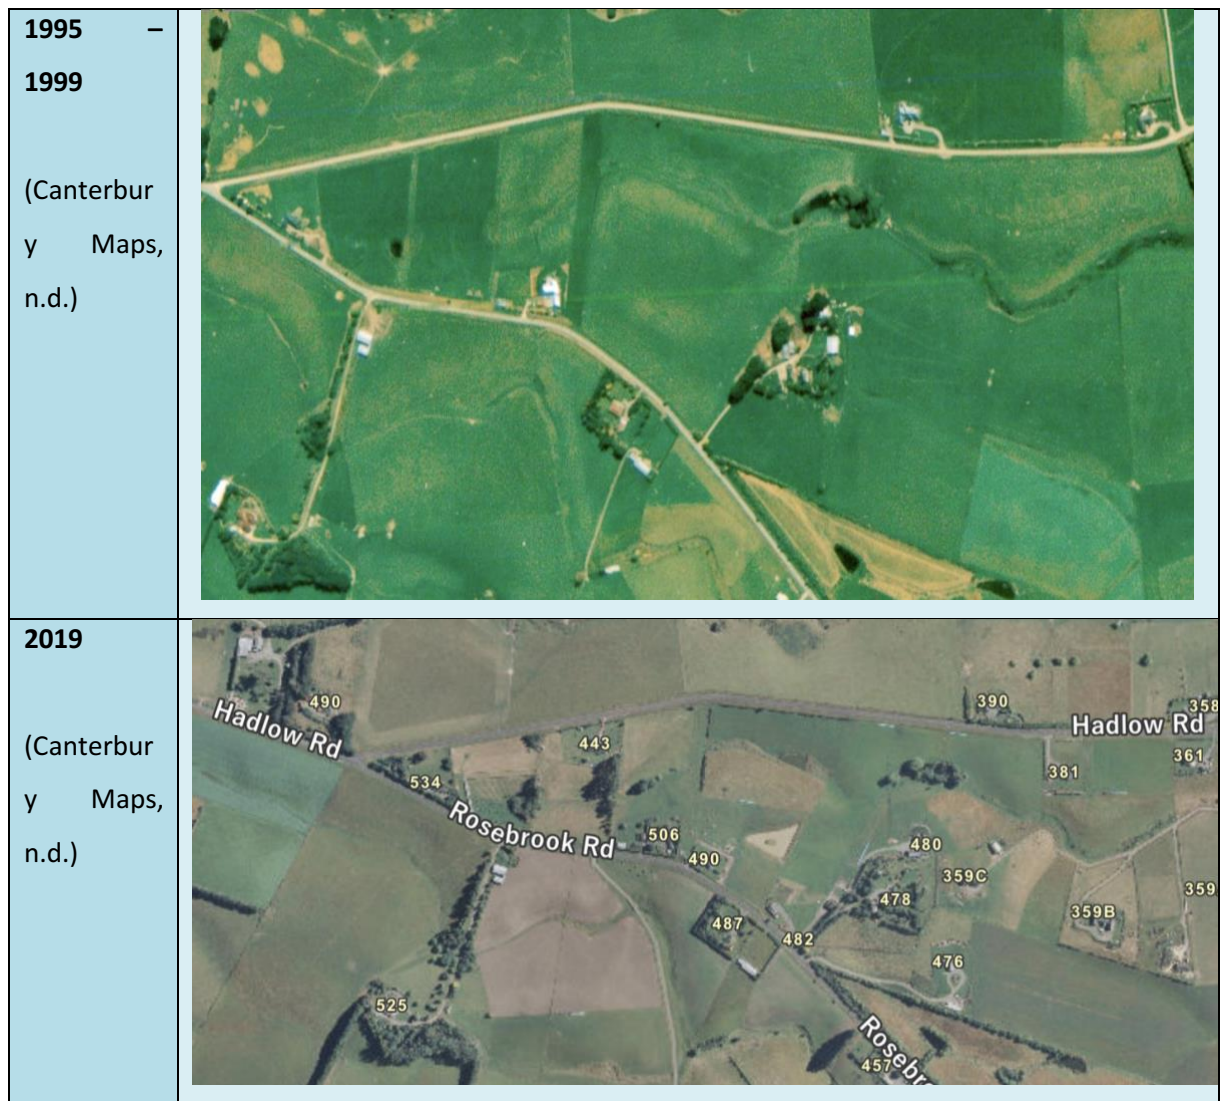 1995 –
1999
(Canterbur
y Maps,
n.d.)
2019
(Canterbur
y Maps,
n.d.)
490
Hadlow Rd
390
358
Hadlow Rd
443
361
534
381
Rosebrook Rd
506
480
490
359C
359
478
359B
487
482
476
525
Rosebro
457